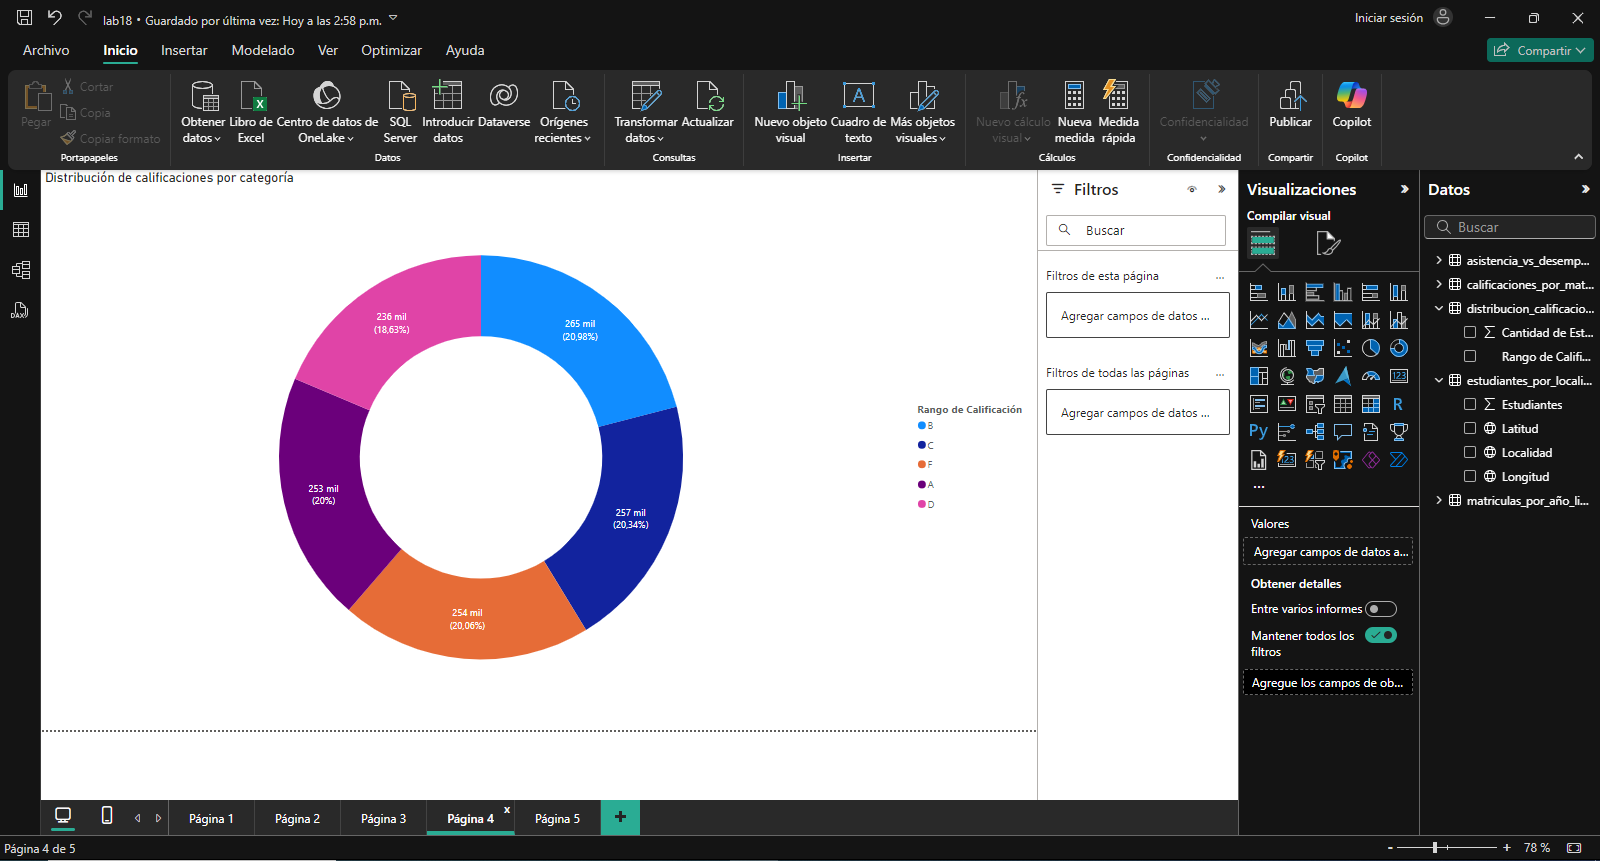 lab18 • Guardado por última vez: Hoy a las 2:58 p.m.
Iniciar sesión
Archivo
Inicio
Insertar
Modelado
Ver
Optimizar
Ayuda
Compartir
Pegar
Cortar
Copia
Copiar formato
Portapapeles
Obtener datos
Libro de Excel
Centro de datos de OneLake
SQL Server
Introducir datos
Dataverse
Orígenes recientes
Datos
Transformar datos
Actualizar
Consultas
Nuevo objeto visual
Cuadro de texto
Más objetos visuales
Insertar
Nuevo cálculo visual
Nueva medida
Medida rápida
Cálculos
Confidencialidad
Confidencialidad
Publicar
Compartir
Copilot
Copilot
Distribución de calificaciones por categoría
236 mil
(18,63%)
265 mil
(20,98%)
253 mil
(20%)
257 mil
(20,34%)
254 mil
(20,06%)
Rango de Calificación
B
C
F
A
D
Filtros
Buscar
Filtros de esta página
...
Agregar campos de datos ...
Filtros de todas las páginas
...
Agregar campos de datos ...
Visualizaciones
Compilar visual
123
R
Py
123
...
Valores
Agregar campos de datos a...
Obtener detalles
Entre varios informes
Mantener todos los filtros
Agregue los campos de ob...
Datos
Buscar
asistencia_vs_desemp...
calificaciones_por_mat...
distribucion_calificacio...
Cantidad de Est...
Rango de Califi...
estudiantes_por_locali...
Estudiantes
Latitud
Localidad
Longitud
matriculas_por_año_li...
DAX
Página 1
Página 2
Página 3
Página 4
x
Página 5
+
Página 4 de 5
- + 78 %